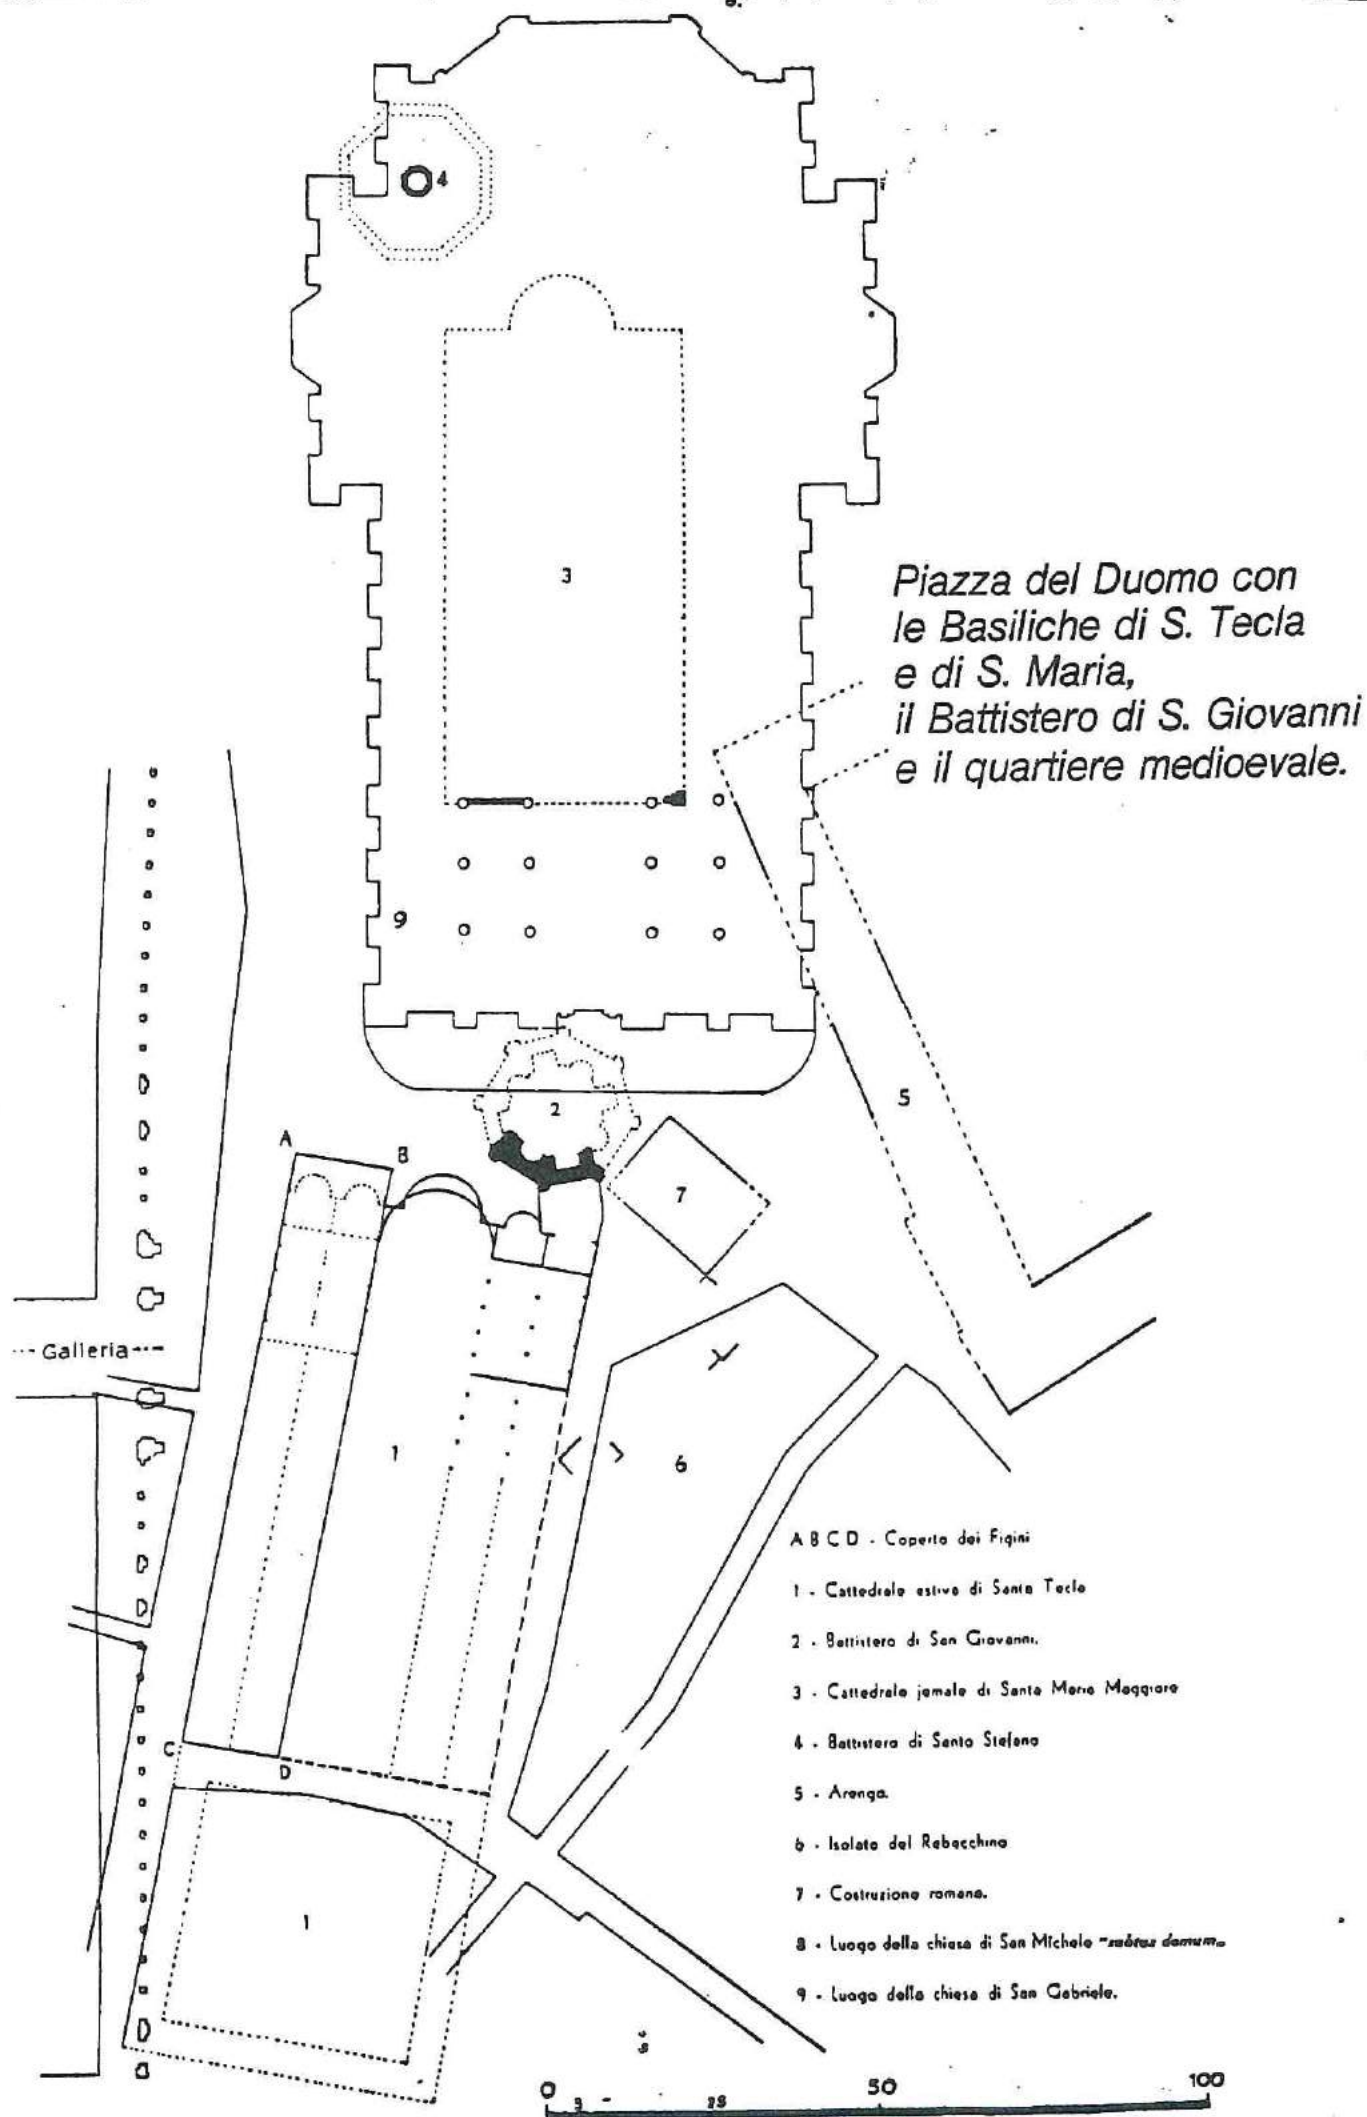 4
3
Piazza del Duomo con
le Basiliche di S. Tecla
e di S. Maria,
il Battistero di S. Giovanni
e il quartiere medioevale.
9
2
5
A
B
7
Galleria
1
6
A B C D - Coperto dei Figini
1 - Cattedrale estiva di Santa Tecla
2 - Battistero di San Giovanni.
3 - Cattedrale jemale di Santa Maria Maggiore
4 - Battistero di Santo Stefano
C
D
5 - Arengo.
6 - Isolato del Rebecchino
7 - Costruzione romana.
1
8 - Luogo della chiesa di San Michele "subtus domum"
9 - Luogo della chiesa di San Gabriele.
0
50
100